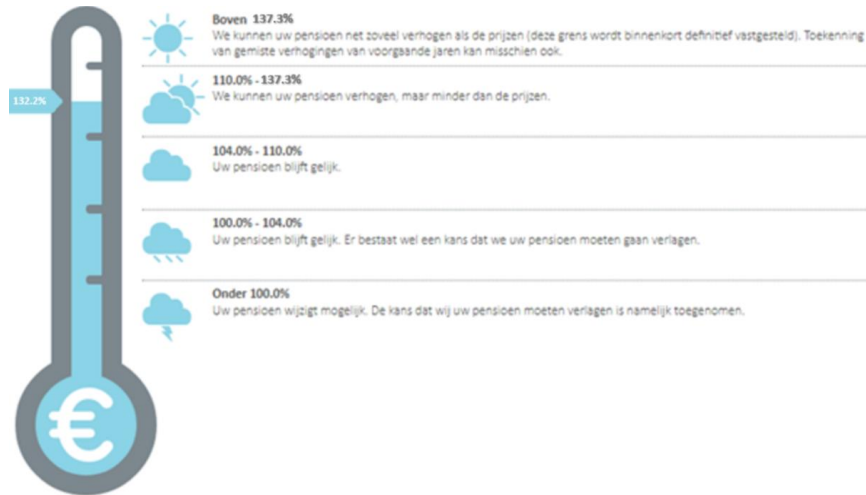 Boven 137.3%
We kunnen uw pensioen net zoveel verhogen als de prijzen (deze grens wordt binnenkort definitief vastgesteld). Toekenning
van gemiste verhogingen van voorgaande jaren kan misschien ook.
110.0% - 137.3%
We kunnen uw pensioen verhogen, maar minder dan de prijzen.
132.2%
104.0% - 110.0%
Uw pensioen blijft gelijk.
100.0% - 104.0%
Uw pensioen blijft gelijk. Er bestaat wel een kans dat we uw pensioen moeten gaan verlagen.
Onder 100.0%
Uw pensioen wijzigt mogelijk. De kans dat wij uw pensioen moeten verlagen is namelijk toegenomen.
€